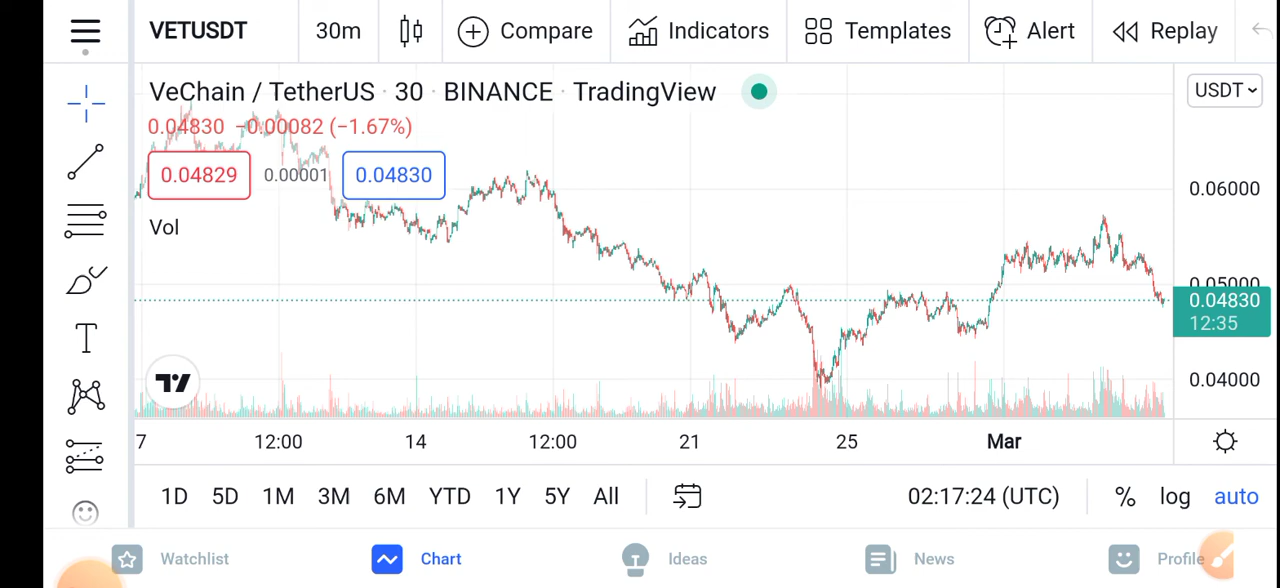 VETUSDT 30m Compare Indicators Templates Alert Replay
VeChain / TetherUS · 30 · BINANCE · TradingView
USDT
0.04830 −0.00082 (−1.67%)
0.04829 0.00001 0.04830
0.06000
Vol
0.05000
0.04830
12:35
0.04000
7 12:00 14 12:00 21 25 Mar
1D 5D 1M 3M 6M YTD 1Y 5Y All 02:17:24 (UTC) % log auto
Watchlist Chart Ideas News Profile